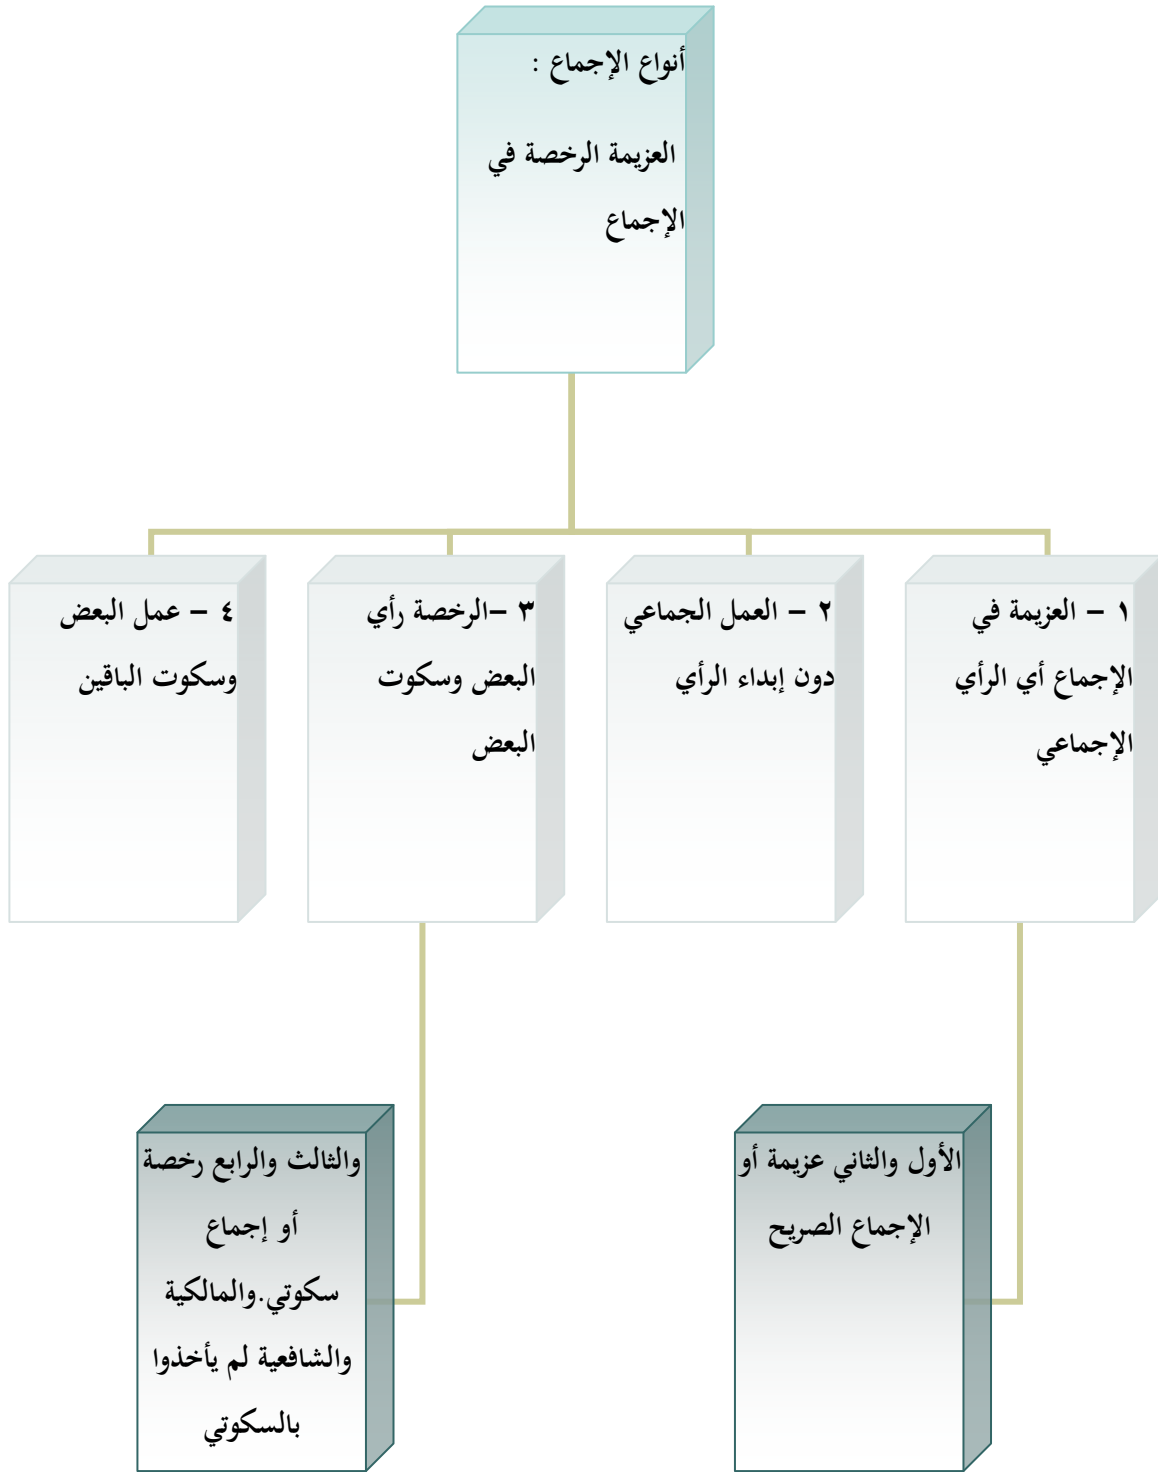 أنواع الإجماع :
العزيمة الرخصة في
الإجماع
١ – العزيمة في
الإجماع أي الرأي
الإجماعي
٢ – العمل الجماعي
دون إبداء الرأي
٣ –الرخصة رأي
البعض وسكوت
البعض
٤ – عمل البعض
وسكوت الباقين
الأول والثاني عزيمة أو
الإجماع الصريح
والثالث والرابع رخصة
أو إجماع
سكوتي.والمالكية
والشافعية لم يأخذوا
بالسكوتي